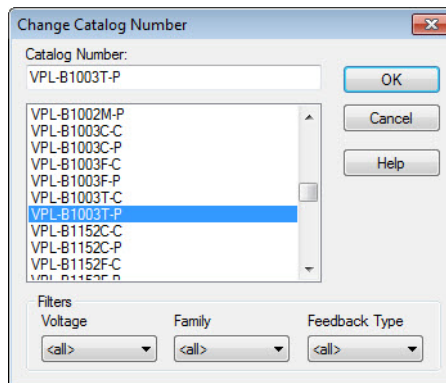 Change Catalog Number
Catalog Number:
VPL-B1003T-P
OK
VPL-B1002M-P
Cancel
VPL-B1003C-C
VPL-B1003C-P
VPL-B1003F-C
Help
VPL-B1003F-P
VPL-B1003T-C
VPL-B1003T-P
VPL-B1152C-C
VPL-B1152C-P
VPL-B1152F-C
Filters
Voltage Family Feedback Type
<all> <all> <all>